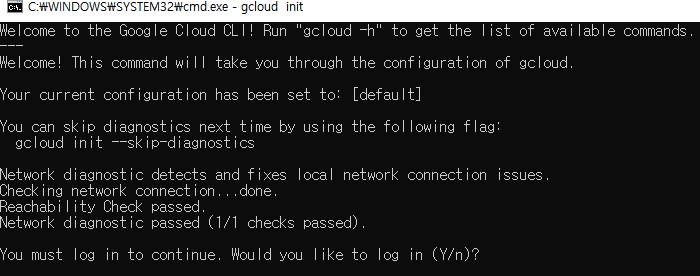 C:₩WINDOWS₩SYSTEM32₩cmd.exe - gcloud  init
Welcome to the Google Cloud CLI! Run "gcloud -h" to get the list of available commands.
---
Welcome! This command will take you through the configuration of gcloud.
Your current configuration has been set to: [default]
You can skip diagnostics next time by using the following flag:
  gcloud init --skip-diagnostics
Network diagnostic detects and fixes local network connection issues.
Checking network connection...done.
Reachability Check passed.
Network diagnostic passed (1/1 checks passed).
You must log in to continue. Would you like to log in (Y/n)?